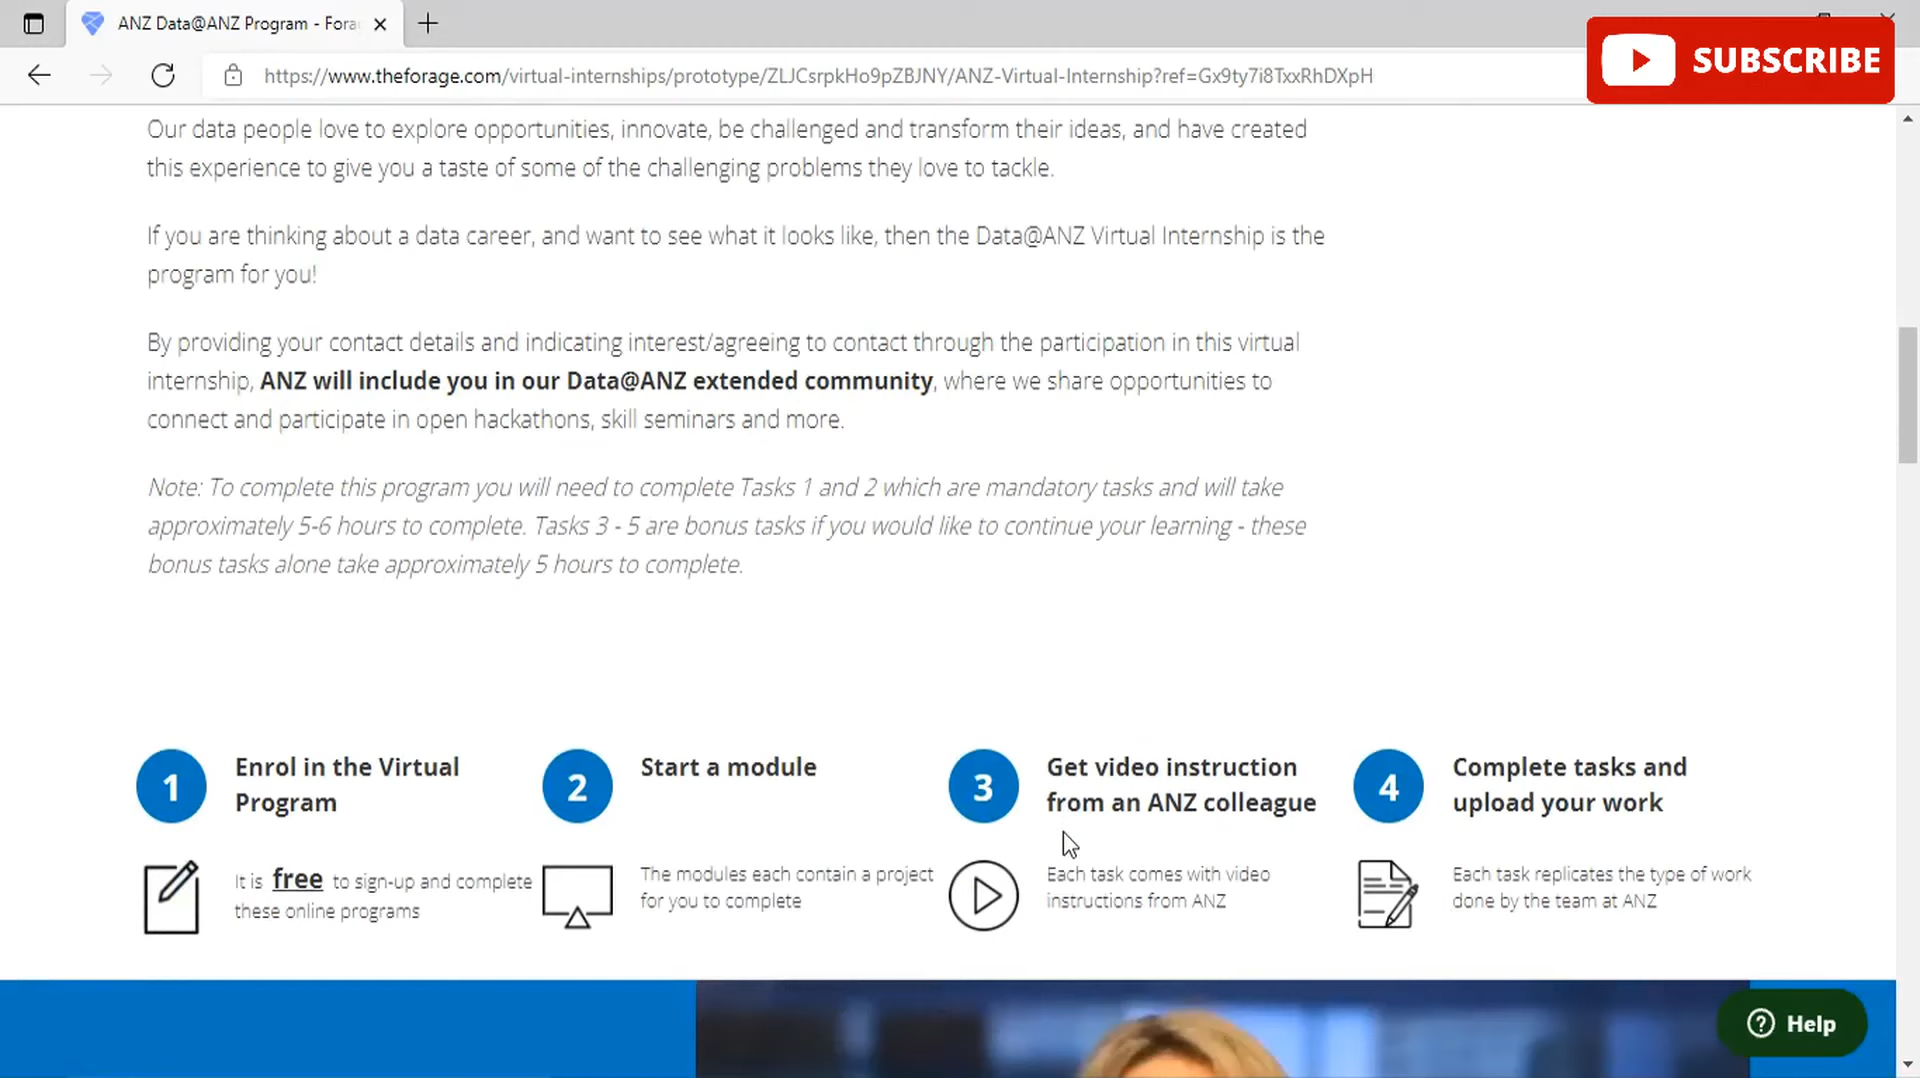 ANZ Data@ANZ Program - Fora
SUBSCRIBE
https://www.theforage.com/virtual-internships/prototype/ZLJCsrpkHo9pZBJNY/ANZ-Virtual-Internship?ref=Gx9ty7i8TxxRhDXpH
Our data people love to explore opportunities, innovate, be challenged and transform their ideas, and have created
this experience to give you a taste of some of the challenging problems they love to tackle.
If you are thinking about a data career, and want to see what it looks like, then the Data@ANZ Virtual Internship is the
program for you!
By providing your contact details and indicating interest/agreeing to contact through the participation in this virtual
internship, ANZ will include you in our Data@ANZ extended community, where we share opportunities to
connect and participate in open hackathons, skill seminars and more.
Note: To complete this program you will need to complete Tasks 1 and 2 which are mandatory tasks and will take
approximately 5-6 hours to complete. Tasks 3 - 5 are bonus tasks if you would like to continue your learning - these
bonus tasks alone take approximately 5 hours to complete.
1
Enrol in the Virtual
Program
It is free to sign-up and complete
these online programs
2
Start a module
The modules each contain a project
for you to complete
3
Get video instruction
from an ANZ colleague
Each task comes with video
instructions from ANZ
4
Complete tasks and
upload your work
Each task replicates the type of work
done by the team at ANZ
Help